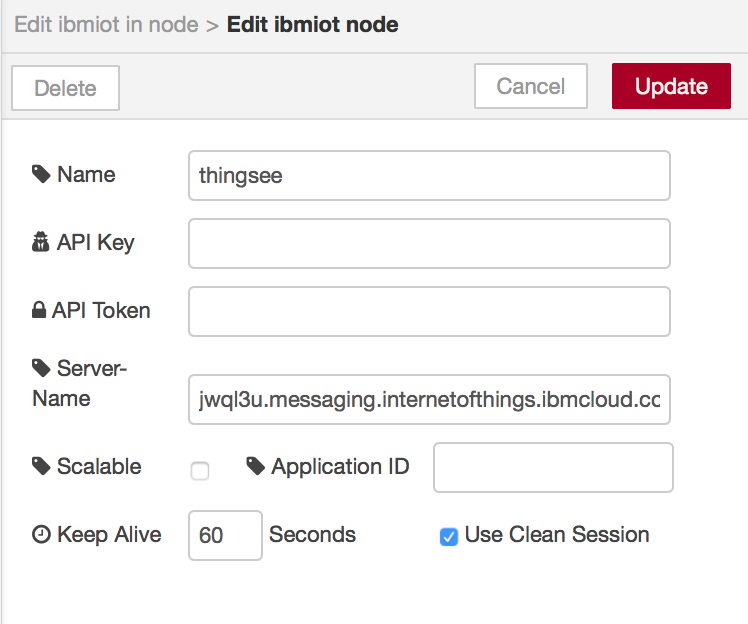 Edit ibmiot in node > Edit ibmiot node
Delete Cancel Update
Name thingsee
API Key
API Token
Server-
Name jwql3u.messaging.internetofthings.ibmcloud.cc
Scalable Application ID
Keep Alive 60 Seconds Use Clean Session